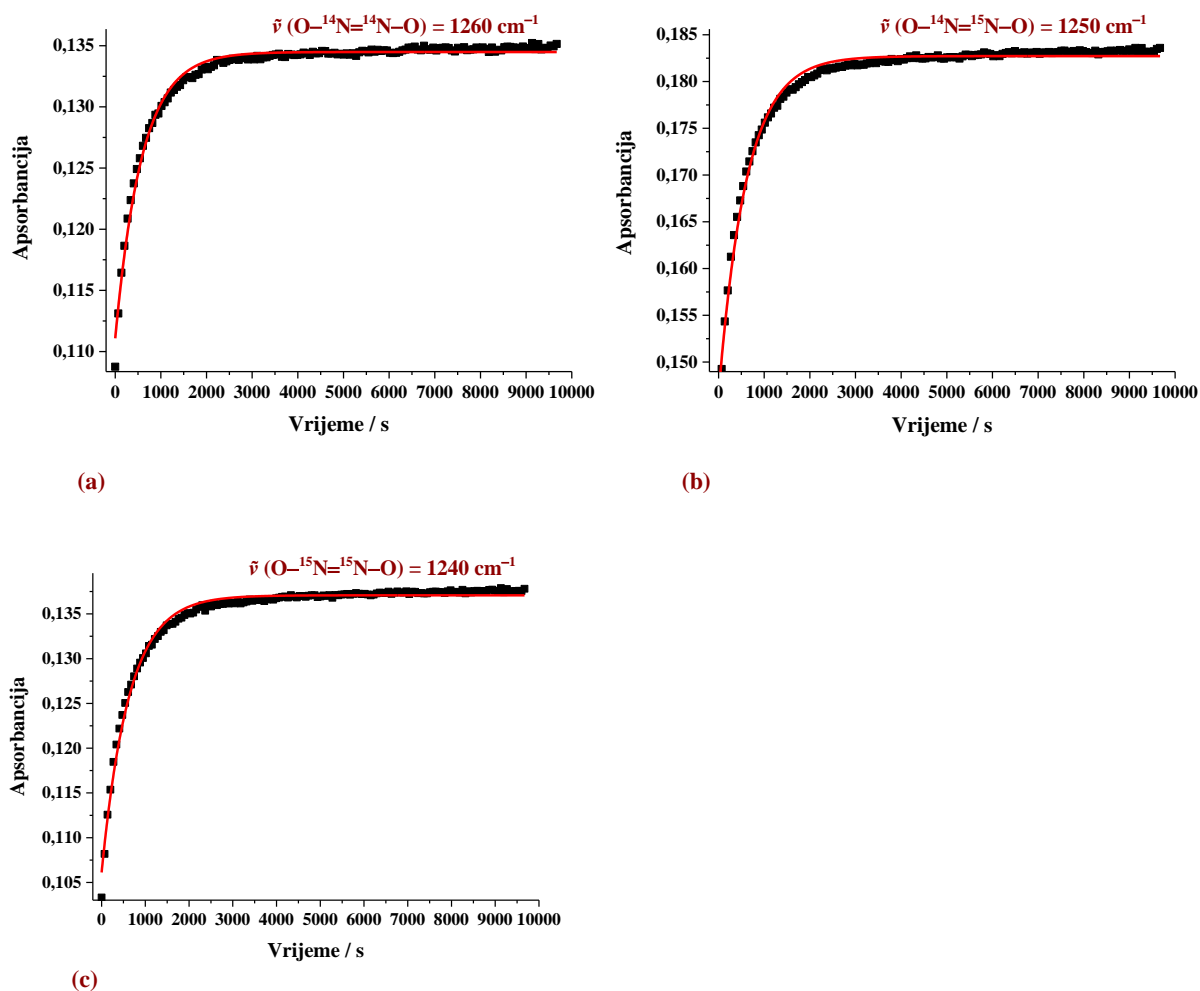 ν̃ (O–¹⁴N=¹⁴N–O) = 1260 cm⁻¹
0,135
0,130
0,125
0,120
0,115
0,110
Apsorbancija
0 1000 2000 3000 4000 5000 6000 7000 8000 9000 10000
Vrijeme / s
(a)
ν̃ (O–¹⁴N=¹⁵N–O) = 1250 cm⁻¹
0,185
0,180
0,175
0,170
0,165
0,160
0,155
0,150
Apsorbancija
0 1000 2000 3000 4000 5000 6000 7000 8000 9000 10000
Vrijeme / s
(b)
ν̃ (O–¹⁵N=¹⁵N–O) = 1240 cm⁻¹
0,135
0,130
0,125
0,120
0,115
0,110
0,105
Apsorbancija
0 1000 2000 3000 4000 5000 6000 7000 8000 9000 10000
Vrijeme / s
(c)